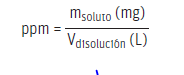 ppm = m_soluto (mg)
V_disolución (L)